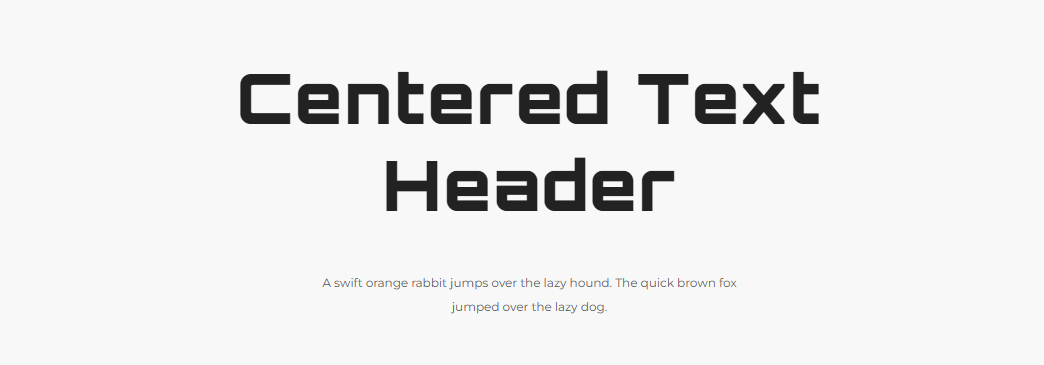 Centered Text
Header
A swift orange rabbit jumps over the lazy hound. The quick brown fox
jumped over the lazy dog.